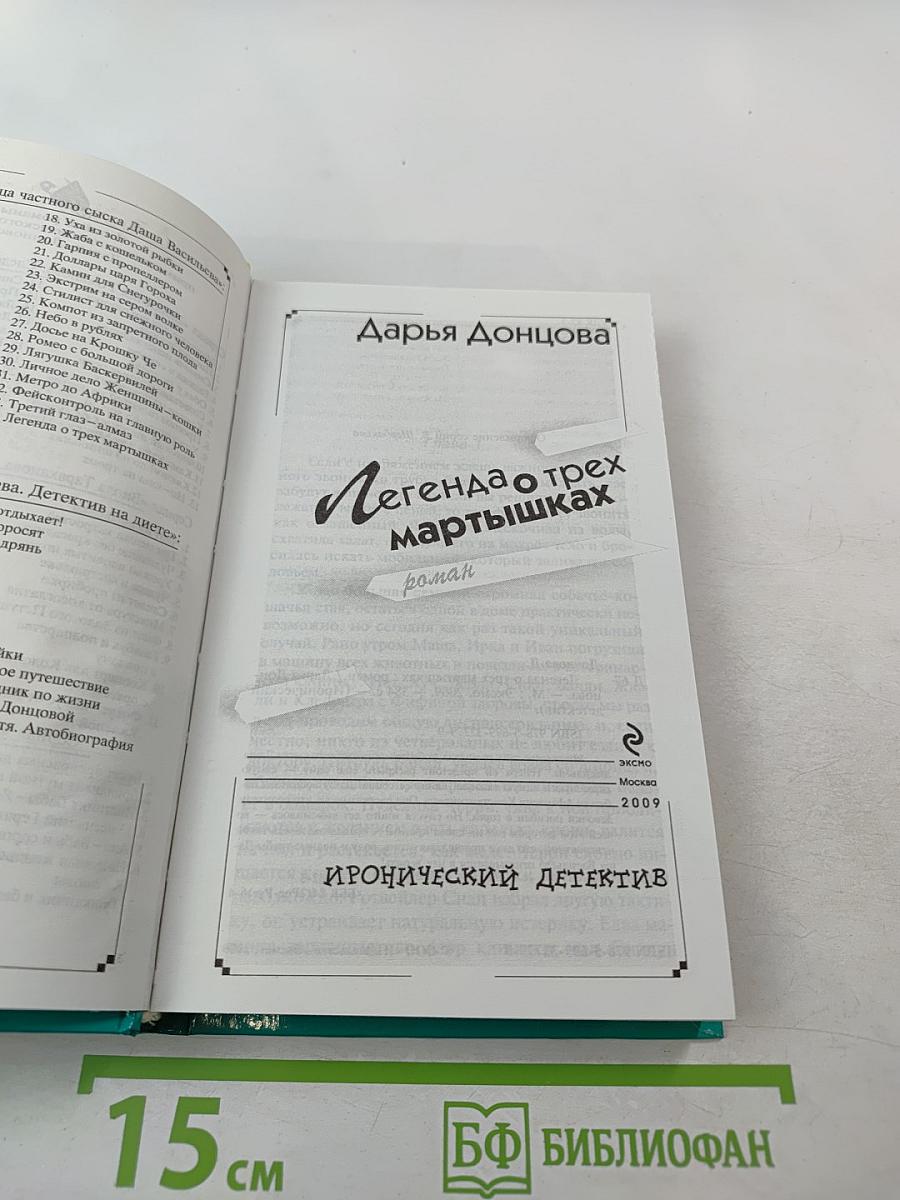 ца частного сыска Даша Васильева»:
18. Уха из золотой рыбки
19. Жаба с кошельком
20. Гарпия с пропеллером
21. Доллары царя Гороха
22. Камин для Снегурочки
23. Экстрим на сером волке
24. Стилист для снежного человека
25. Компот из запретного плода
26. Небо в рублях
27. Досье на Крошку Че
28. Ромео с большой дороги
29. Лягушка Баскервилей
30. Личное дело Женщины–кошки
31. Метро до Африки
2. Фейсконтроль на главную роль
Третий глаз–алмаз
Легенда о трех мартышках
ва. Детектив на диете»:
отдыхает!
оросят
дрянь
йки
ое путешествие
ник по жизни
Донцовой
тя. Автобиография
Дарья Донцова
Легенда о трех
мартышках
роман
эксмо
Москва
2009
ИРОНИЧЕСКИЙ ДЕТЕКТИВ
15 см
БФ БИБЛИОФАН